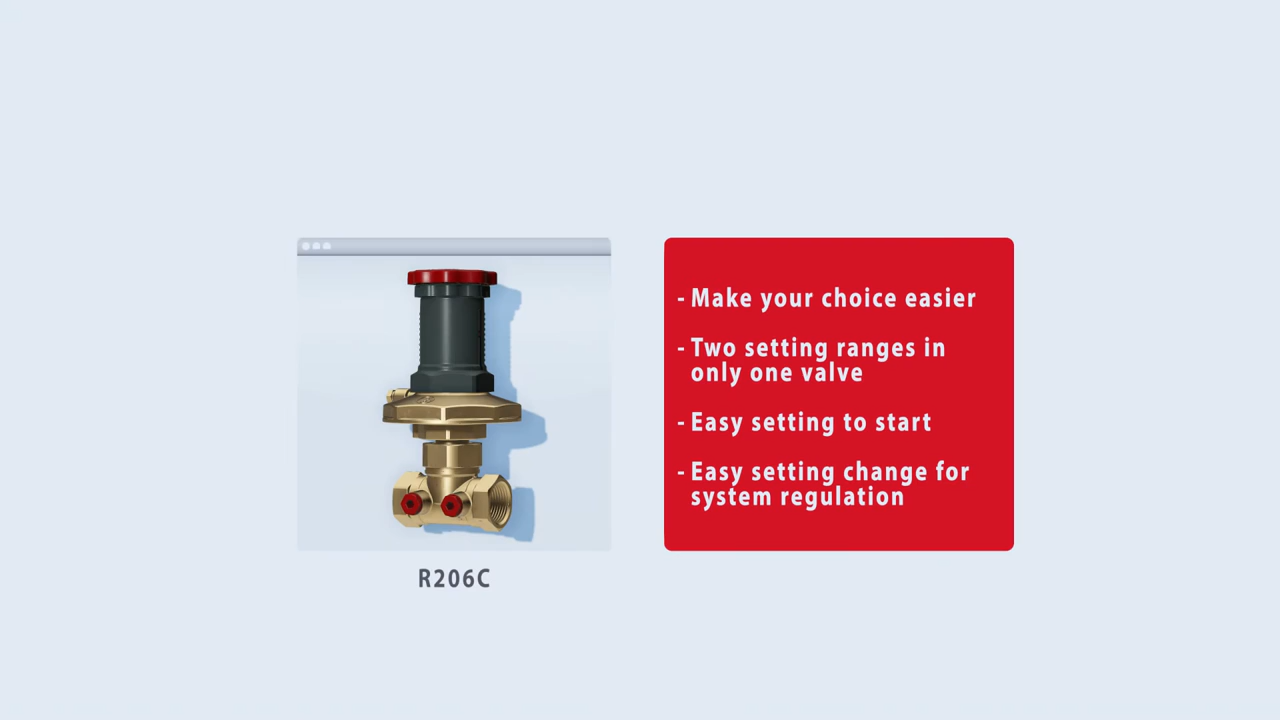 - Make your choice easier
- Two setting ranges in
only one valve
- Easy setting to start
- Easy setting change for
system regulation
R206C